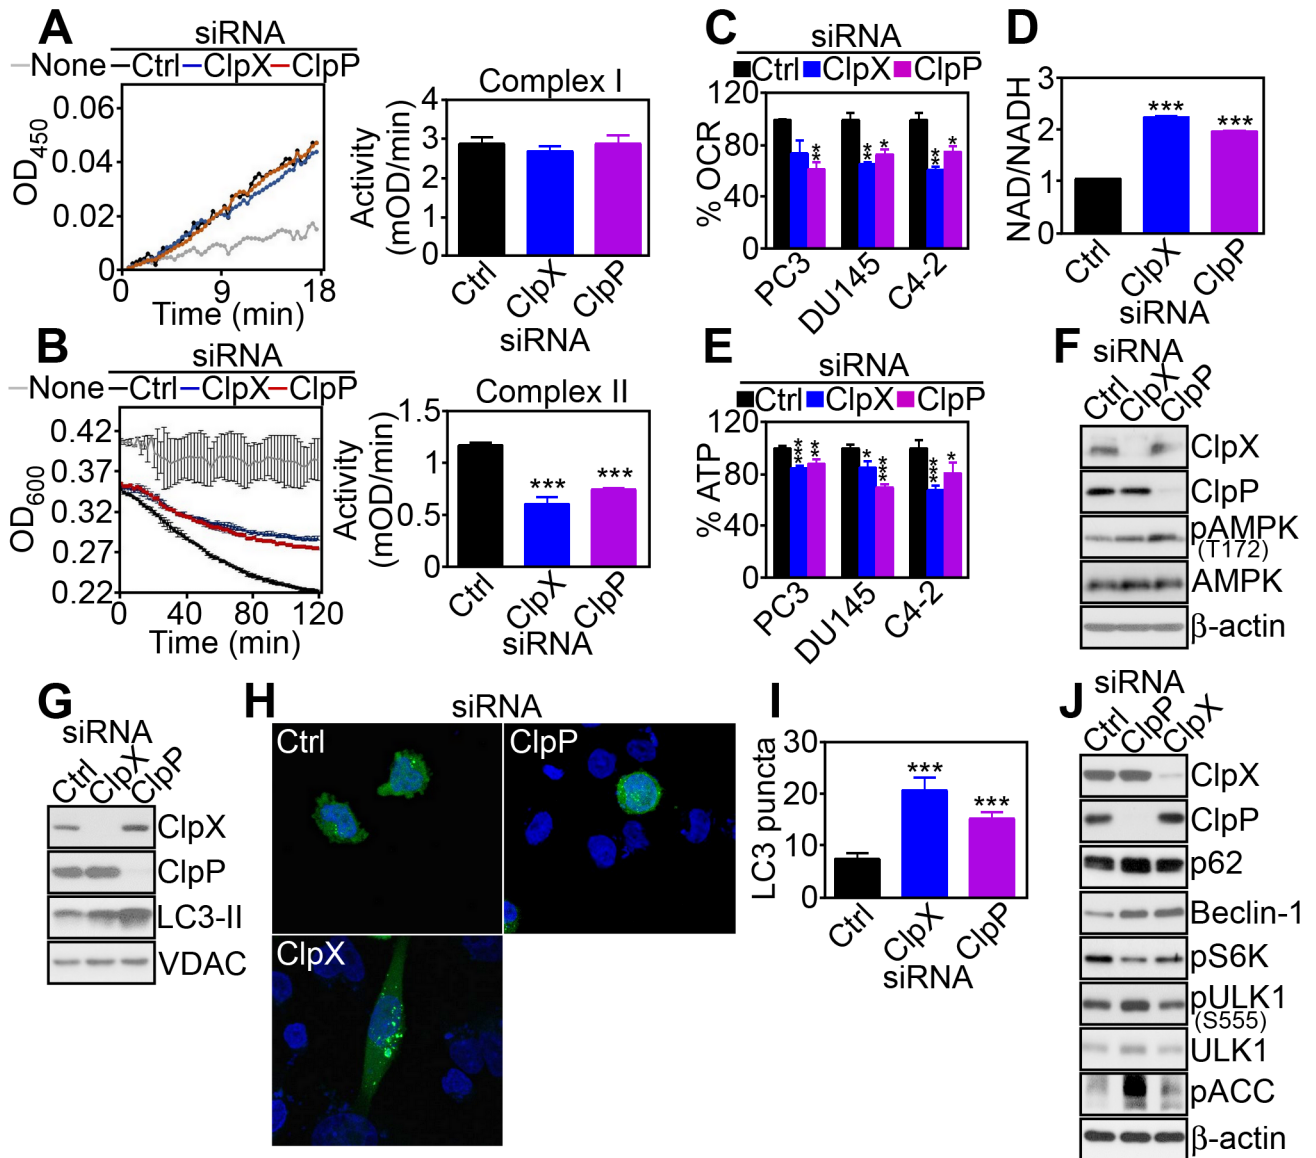 A
siRNA
None Ctrl ClpX ClpP
OD450
0.06
0.04
0.02
0
0 9 18
Time (min)
Complex I
Activity
(mOD/min)
4
3
2
1
0
Ctrl ClpX ClpP
siRNA
B
siRNA
None Ctrl ClpX ClpP
OD600
0.42
0.37
0.32
0.27
0.22
0 40 80 120
Time (min)
Complex II
Activity
(mOD/min)
1.5
1
0.5
0
*** ***
Ctrl ClpX ClpP
siRNA
C
siRNA
Ctrl ClpX ClpP
% OCR
120
80
40
0
** ** * ** *
PC3 DU145 C4-2
D
NAD/NADH
3
2
1
0
*** ***
Ctrl ClpX ClpP
siRNA
E
siRNA
Ctrl ClpX ClpP
% ATP
120
80
40
0
*** ** * *** *** *
PC3 DU145 C4-2
F
siRNA
Ctrl ClpX ClpP
ClpX
ClpP
pAMPK
(T172)
AMPK
β-actin
G
siRNA
Ctrl ClpX ClpP
ClpX
ClpP
LC3-II
VDAC
H
siRNA
Ctrl
ClpP
ClpX
I
LC3 puncta
30
20
10
0
*** ***
Ctrl ClpX ClpP
siRNA
J
siRNA
Ctrl ClpP ClpX
ClpX
ClpP
p62
Beclin-1
pS6K
pULK1
(S555)
ULK1
pACC
β-actin